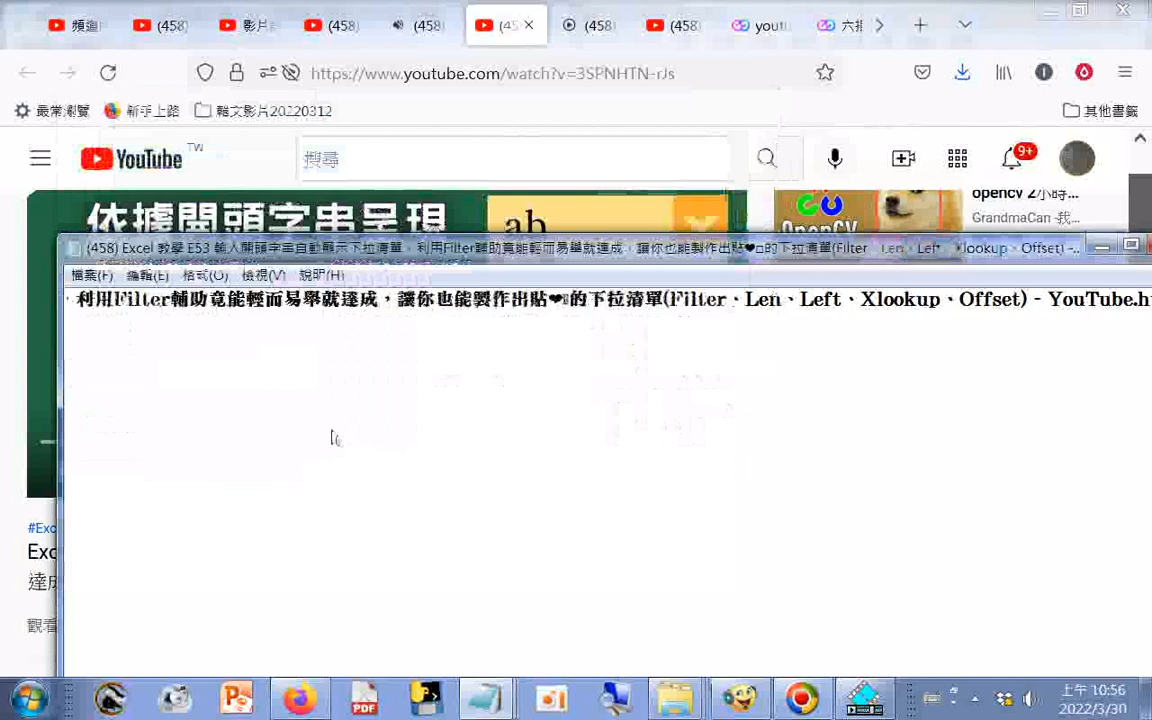 頻道
(458)
影片
(458)
(458)
(45
(458)
(458)
yout
六指
https://www.youtube.com/watch?v=3SPNHTN-rJs
最常瀏覽
新手上路
輯文影片20220312
其他書籤
YouTube TW
搜尋
9+
依據開頭字串呈現
ab
opencv 2小時...
GrandmaCan -我...
OpenCV
(458) Excel 教學 E53 輸入開頭字串自動顯示下拉清單，利用Filter輔助竟能輕而易舉就達成，讓你也能製作出貼❤的下拉清單(Filter、Len、Left、Xlookup、Offset) -...
檔案(F) 編輯(E) 格式(O) 檢視(V) 說明(H)
利用Filter輔助竟能輕而易舉就達成，讓你也能製作出貼❤的下拉清單(Filter、Len、Left、Xlookup、Offset) - YouTube.h
#Exc
Exc
達成
觀看
PDF
上午 10:56
2022/3/30